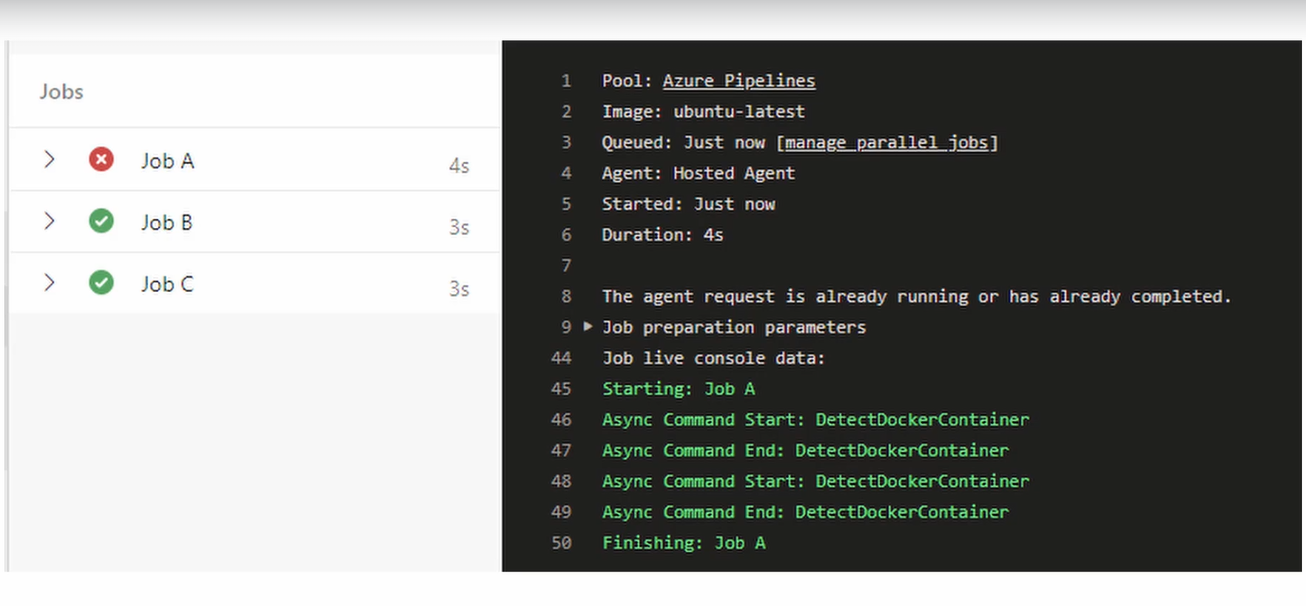 Jobs
Job A 4s
Job B 3s
Job C 3s
1 Pool: Azure Pipelines
2 Image: ubuntu-latest
3 Queued: Just now [manage parallel jobs]
4 Agent: Hosted Agent
5 Started: Just now
6 Duration: 4s
7
8 The agent request is already running or has already completed.
9 Job preparation parameters
44 Job live console data:
45 Starting: Job A
46 Async Command Start: DetectDockerContainer
47 Async Command End: DetectDockerContainer
48 Async Command Start: DetectDockerContainer
49 Async Command End: DetectDockerContainer
50 Finishing: Job A